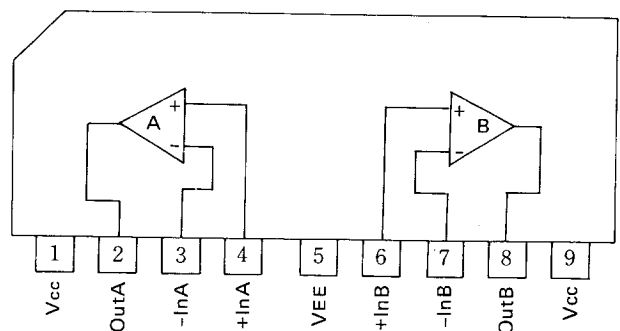 + A -
+ B -
1 2 3 4 5 6 7 8 9
Vcc OutA -InA +InA VEE +InB -InB OutB Vcc